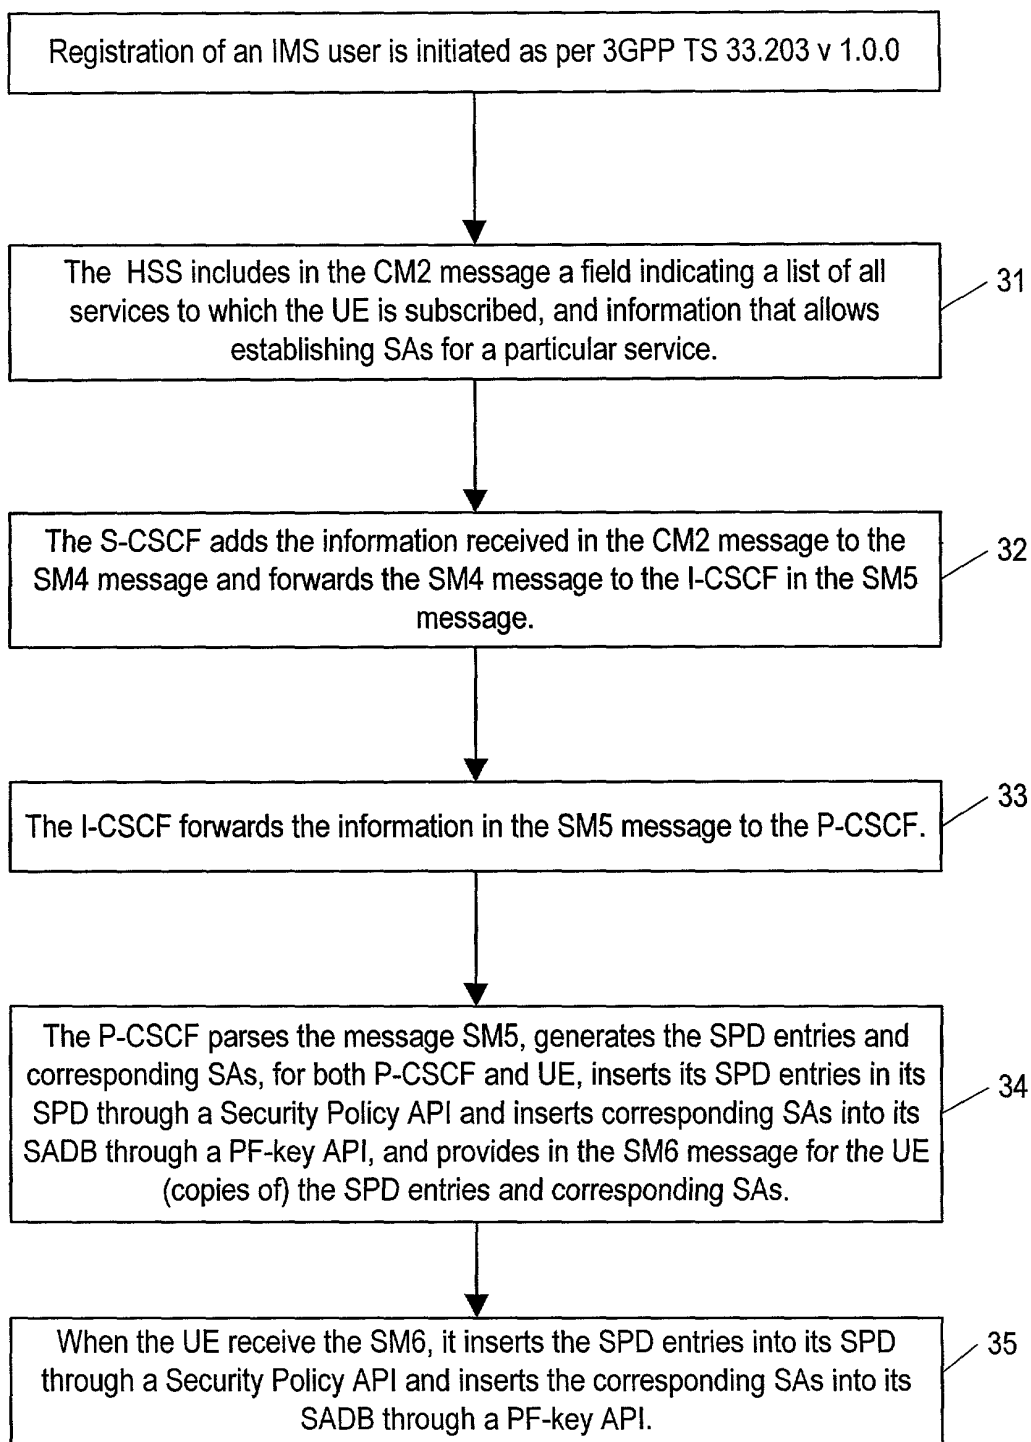 Registration of an IMS user is initiated as per 3GPP TS 33.203 v 1.0.0
The HSS includes in the CM2 message a field indicating a list of all
services to which the UE is subscribed, and information that allows
establishing SAs for a particular service.
31
The S-CSCF adds the information received in the CM2 message to the
SM4 message and forwards the SM4 message to the I-CSCF in the SM5
message.
32
The I-CSCF forwards the information in the SM5 message to the P-CSCF.
33
The P-CSCF parses the message SM5, generates the SPD entries and
corresponding SAs, for both P-CSCF and UE, inserts its SPD entries in its
SPD through a Security Policy API and inserts corresponding SAs into its
SADB through a PF-key API, and provides in the SM6 message for the UE
(copies of) the SPD entries and corresponding SAs.
34
When the UE receive the SM6, it inserts the SPD entries into its SPD
through a Security Policy API and inserts the corresponding SAs into its
SADB through a PF-key API.
35